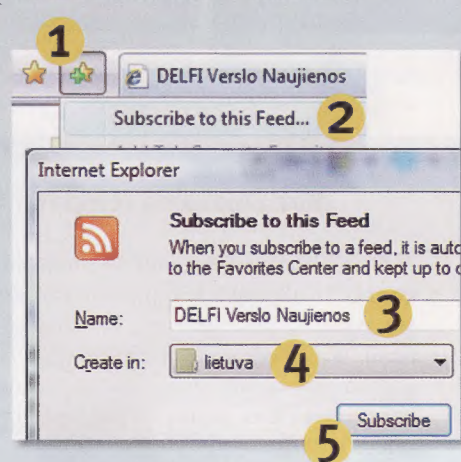 1
DELFI Verslo Naujienos
Subscribe to this Feed... 2
Internet Explorer
Subscribe to this Feed
When you subscribe to a feed, it is
to the Favorites Center and kept up to
Name: DELFI Verslo Naujienos 3
Create in: lietuva 4
Subscribe
5